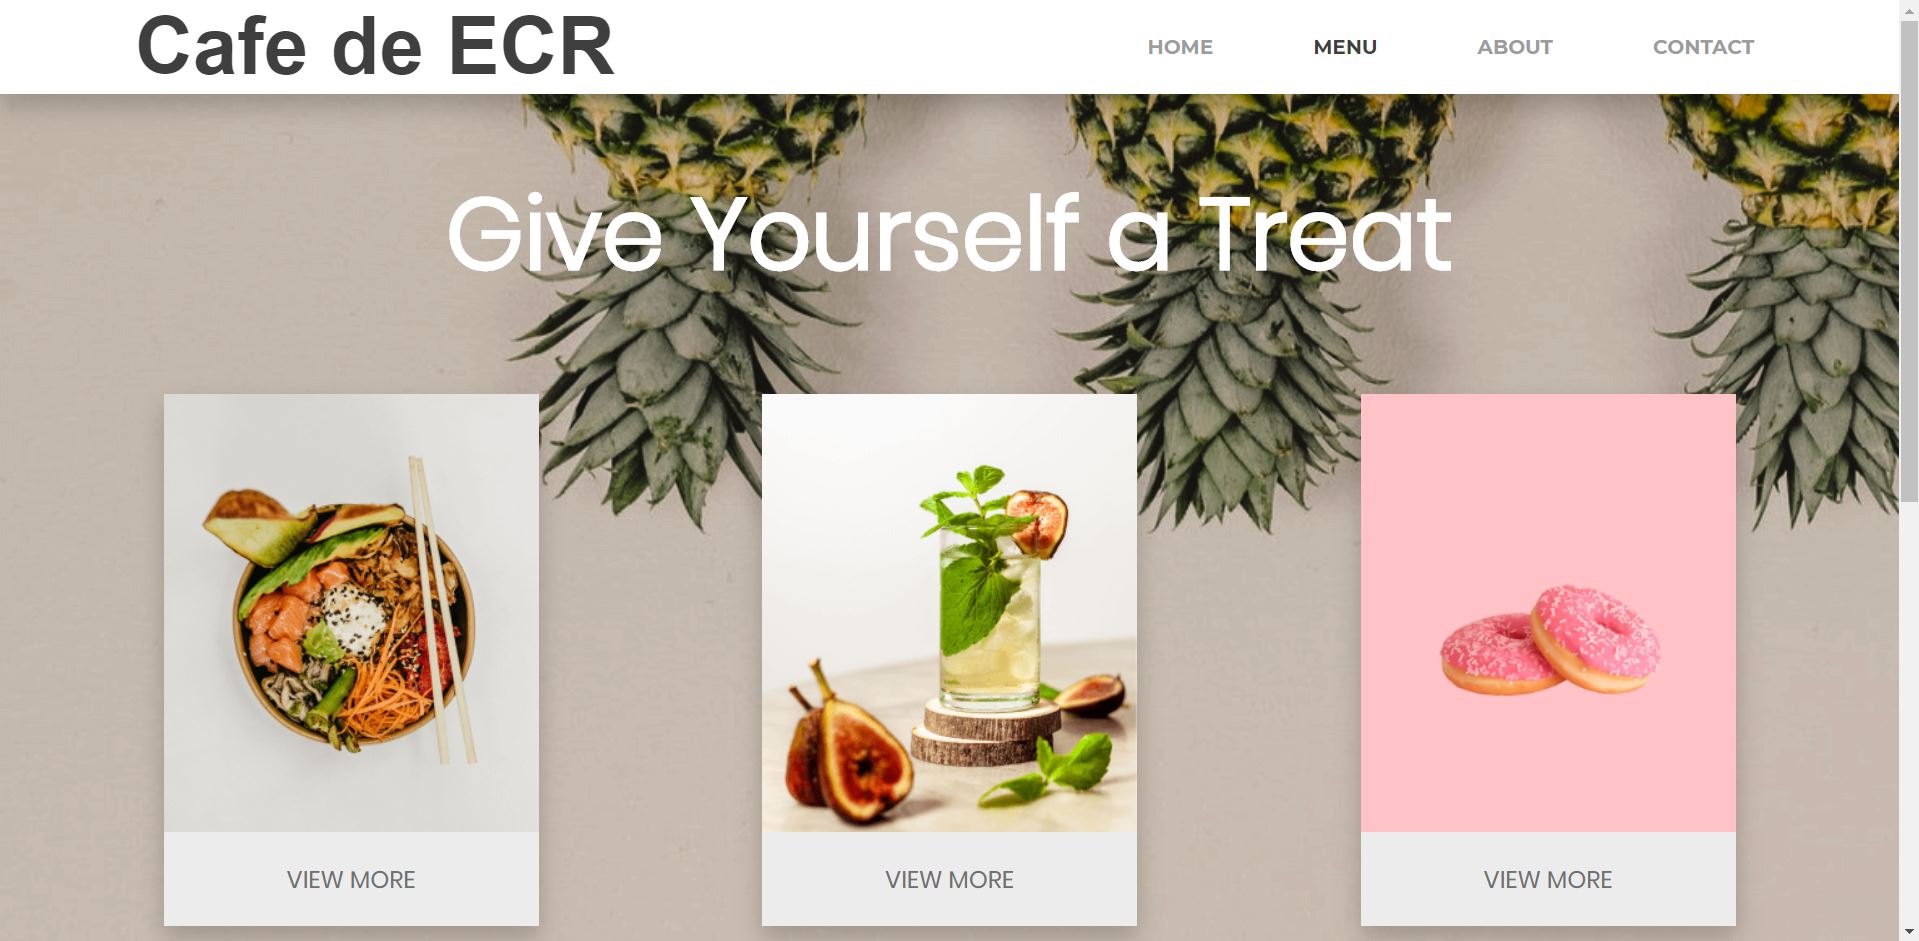 Cafe de ECR
HOME MENU ABOUT CONTACT
Give Yourself a Treat
VIEW MORE
VIEW MORE
VIEW MORE